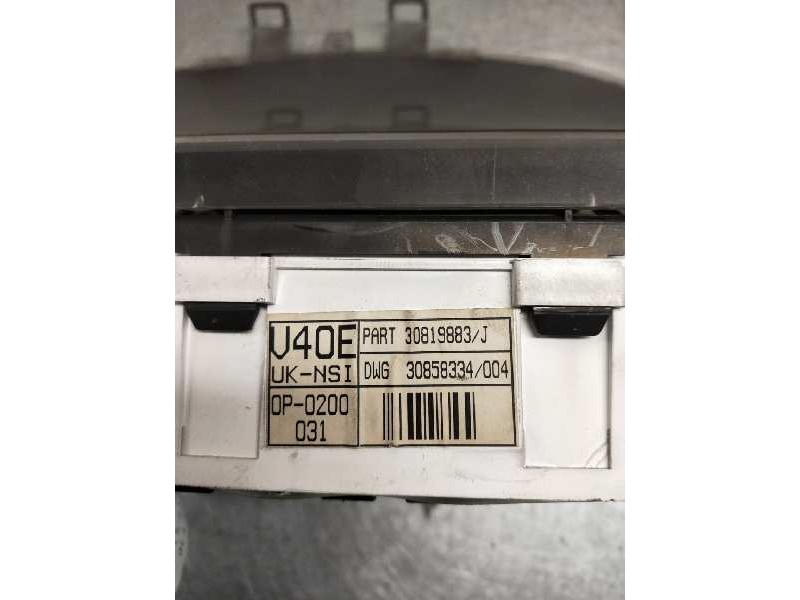 V40E
UK-NSI
PART 30819883/J
DWG 30858334/004
OP-0200
031